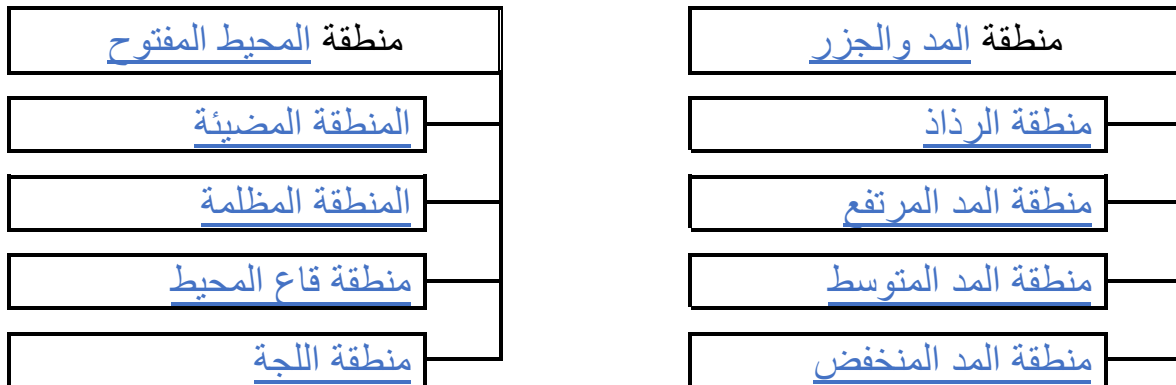 منطقة المد والجزر
منطقة الرذاذ
منطقة المد المرتفع
منطقة المد المتوسط
منطقة المد المنخفض
منطقة المحيط المفتوح
المنطقة المضيئة
المنطقة المظلمة
منطقة قاع المحيط
منطقة اللجة